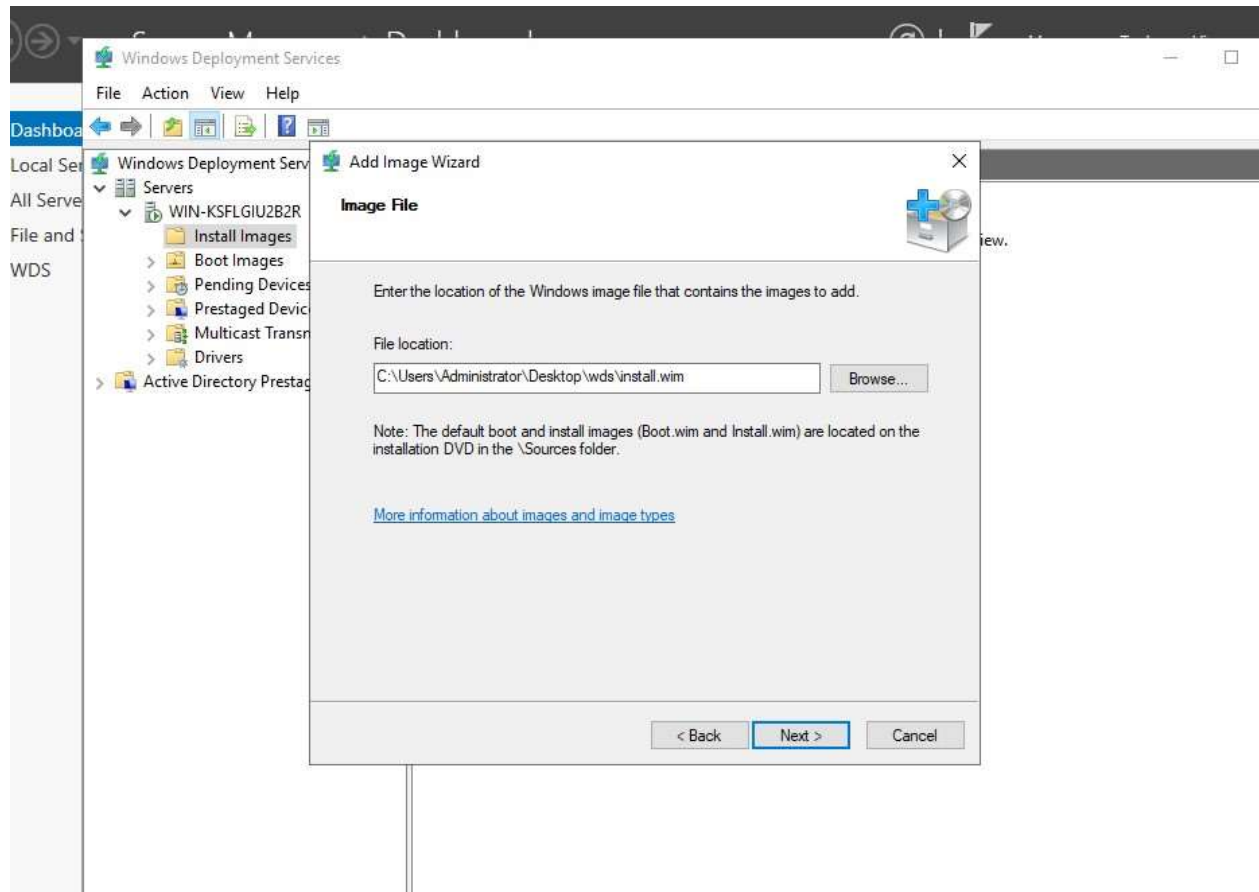 Windows Deployment Services
File Action View Help
Dashboa
Local Ser
All Serve
File and
WDS
Windows Deployment Serv
Servers
WIN-KSFLGIU2B2R
Install Images
Boot Images
Pending Devices
Prestaged Devic
Multicast Transn
Drivers
Active Directory Prestag
Add Image Wizard
Image File
iew.
Enter the location of the Windows image file that contains the images to add.
File location:
C:\Users\Administrator\Desktop\wds\install.wim
Browse...
Note: The default boot and install images (Boot.wim and Install.wim) are located on the
installation DVD in the \Sources folder.
More information about images and image types
< Back Next > Cancel